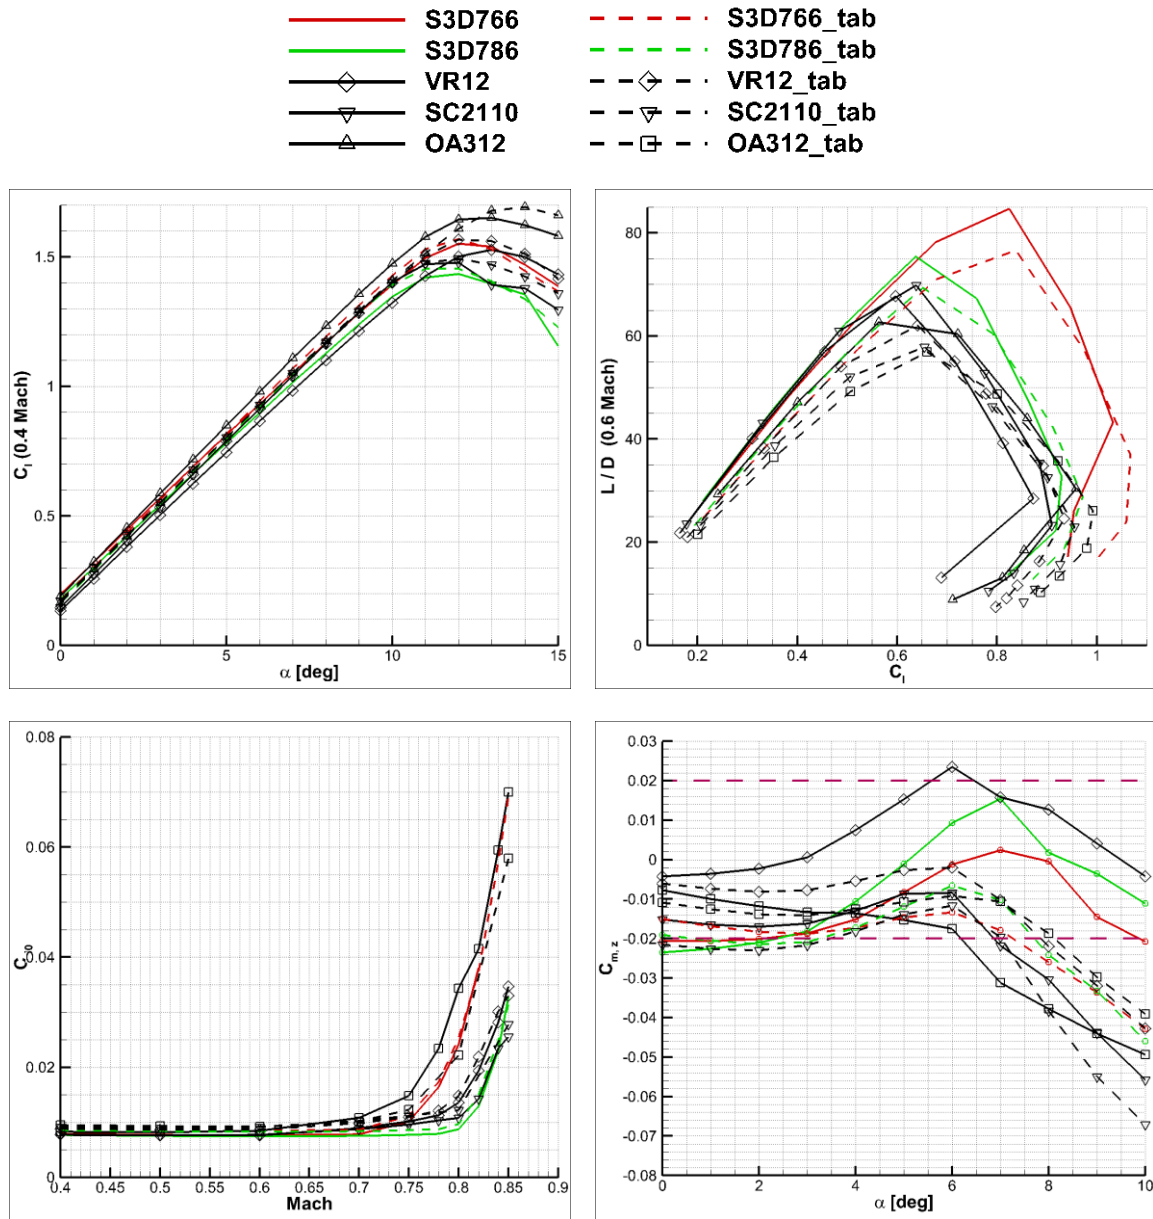 S3D766 S3D766_tab
S3D786 S3D786_tab
VR12 VR12_tab
SC2110 SC2110_tab
OA312 OA312_tab
C_l (0.4 Mach)
1.5
1
0.5
0
0 5 10 15
α [deg]
L / D (0.6 Mach)
80
60
40
20
0
0.2 0.4 0.6 0.8 1
C_l
0.08
0.06
0.04
0.02
0
0.4 0.45 0.5 0.55 0.6 0.65 0.7 0.75 0.8 0.85 0.9
Mach
C_m, z
0.03
0.02
0.01
0
-0.01
-0.02
-0.03
-0.04
-0.05
-0.06
-0.07
-0.08
0 2 4 6 8 10
α [deg]